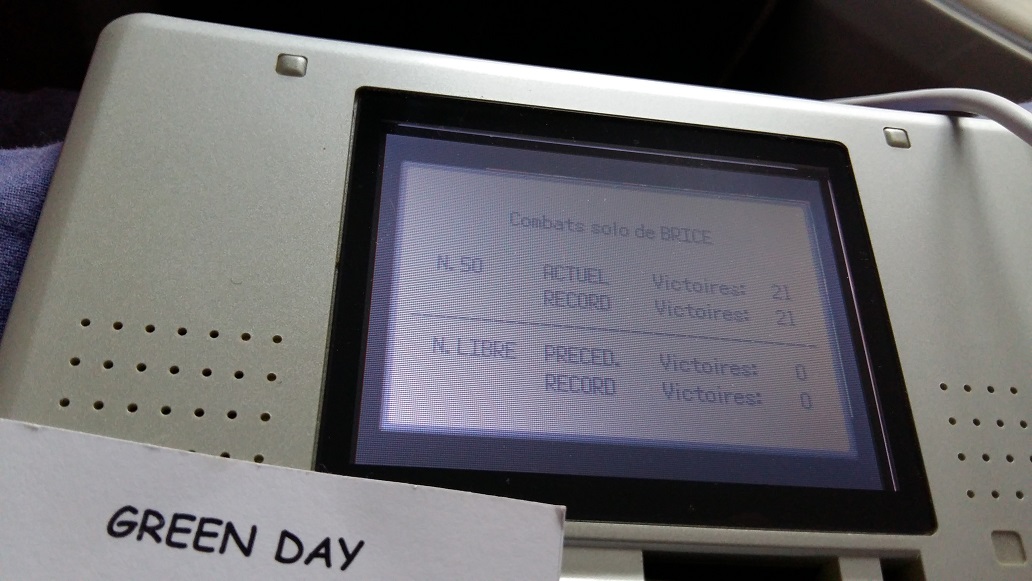 Combats solo de BRICE
N.50 ACTUEL Victoires: 21
RECORD Victoires: 21
N.LIBRE PRECED. Victoires: 0
RECORD Victoires: 0
GREEN DAY